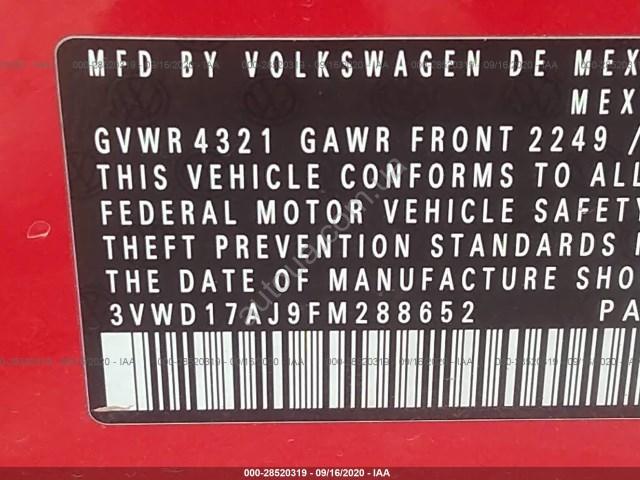 MFD BY VOLKSWAGEN DE MEX
MEX
GVWR 4321 GAWR FRONT 2249 /
THIS VEHICLE CONFORMS TO ALL
FEDERAL MOTOR VEHICLE SAFETY
THEFT PREVENTION STANDARDS
THE DATE OF MANUFACTURE SHO
3VWD17AJ9FM288652 PA
000-28520319 - 09/16/2020 - IAA